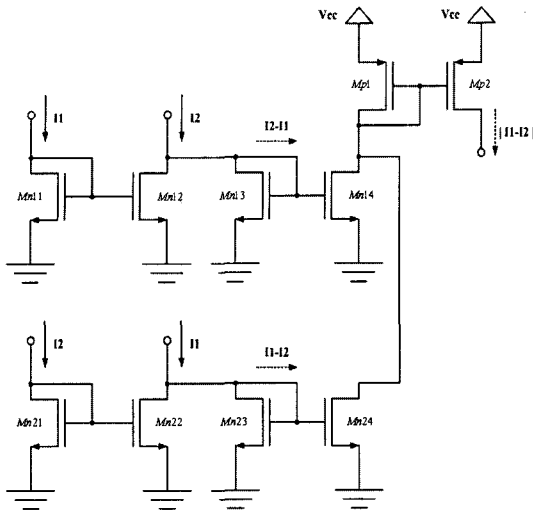 Vcc Vcc
Mp1 Mp2
I1 I2 I2-I1 |I1-I2|
Mn11 Mn12 Mn13 Mn14
I2 I1 I1-I2
Mn21 Mn22 Mn23 Mn24